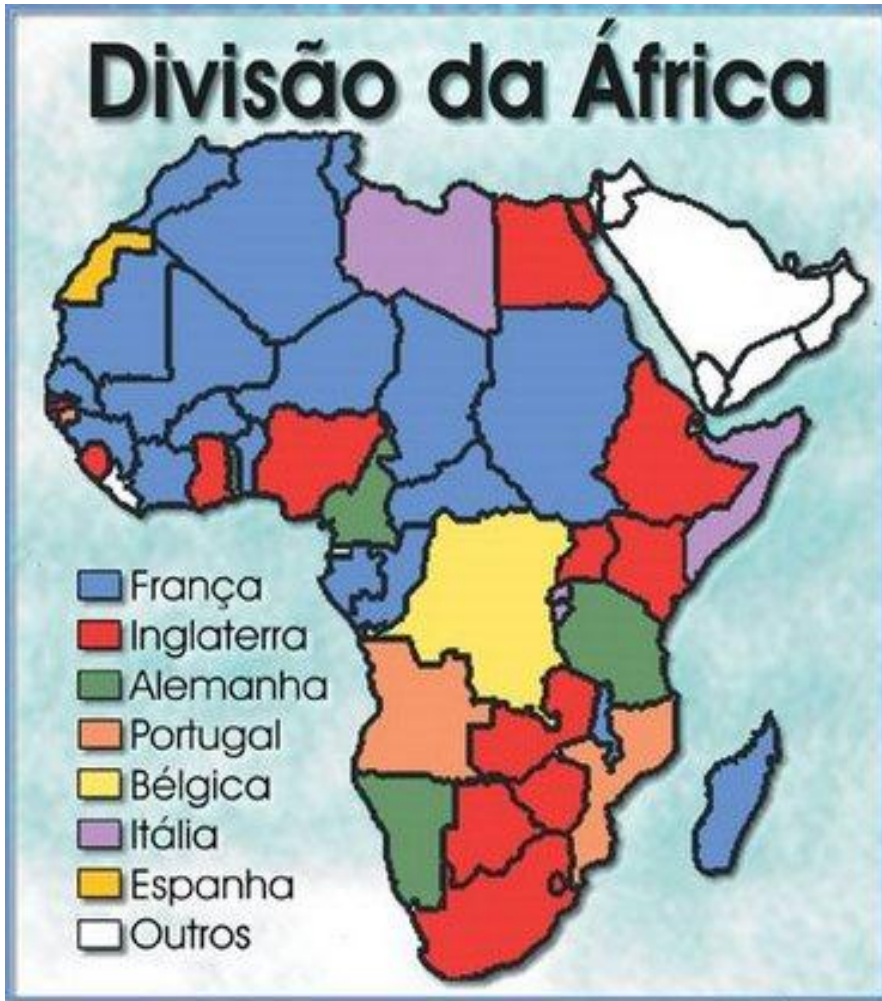 Divisão da África
França
Inglaterra
Alemanha
Portugal
Bélgica
Itália
Espanha
Outros